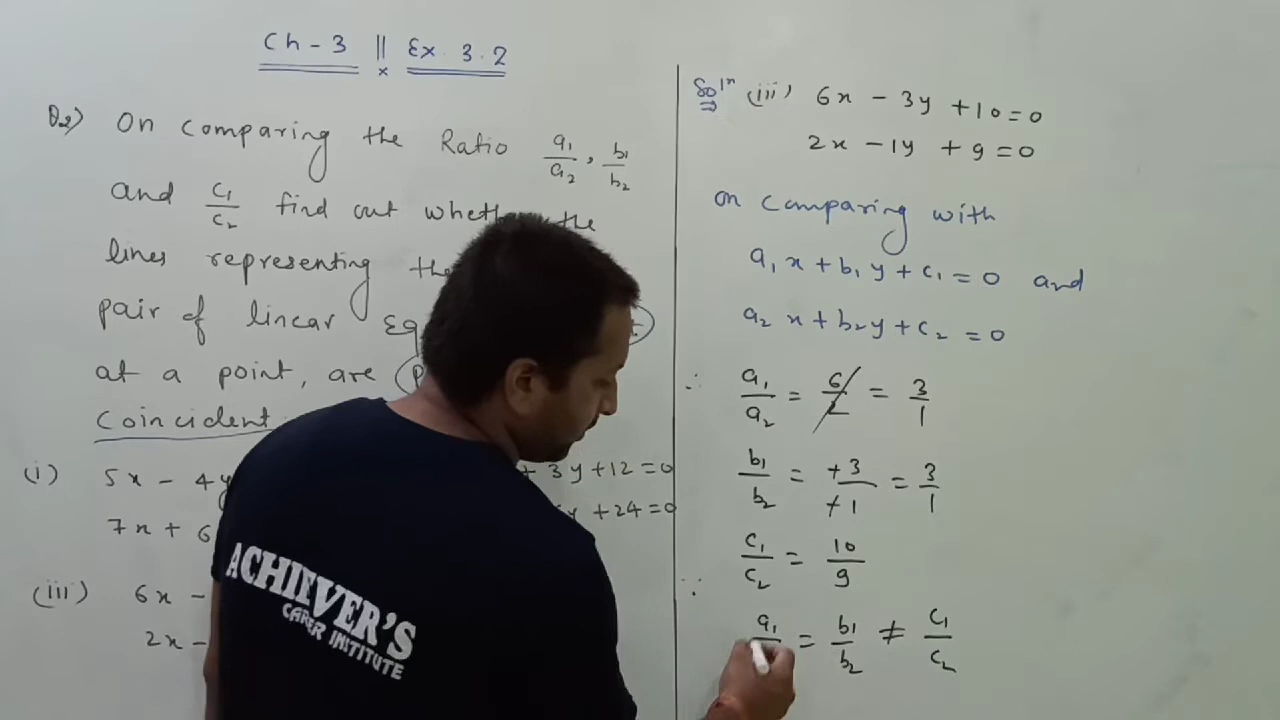 Ch-3 || Ex. 3.2
Q2) On comparing the Ratio a1/a2, b1/b2
and c1/c2 find out whether the
lines representing the
pair of linear
at a point, are
Coincident
(i) 5x - 4y
7x + 6
+ 3y + 12 = 0
+ 24 = 0
(iii) 6x -
2x -
Soln (iii) 6x - 3y + 10 = 0
2x - 1y + 9 = 0
on comparing with
a1x + b1y + c1 = 0 and
a2x + b2y + c2 = 0
∴ a1/a2 = 6/2 = 3/1
b1/b2 = +3/+1 = 3/1
c1/c2 = 10/9
∵ a1 = b1/b2 ≠ c1/c2
ACHIEVER'S
CAREER INSTITUTE